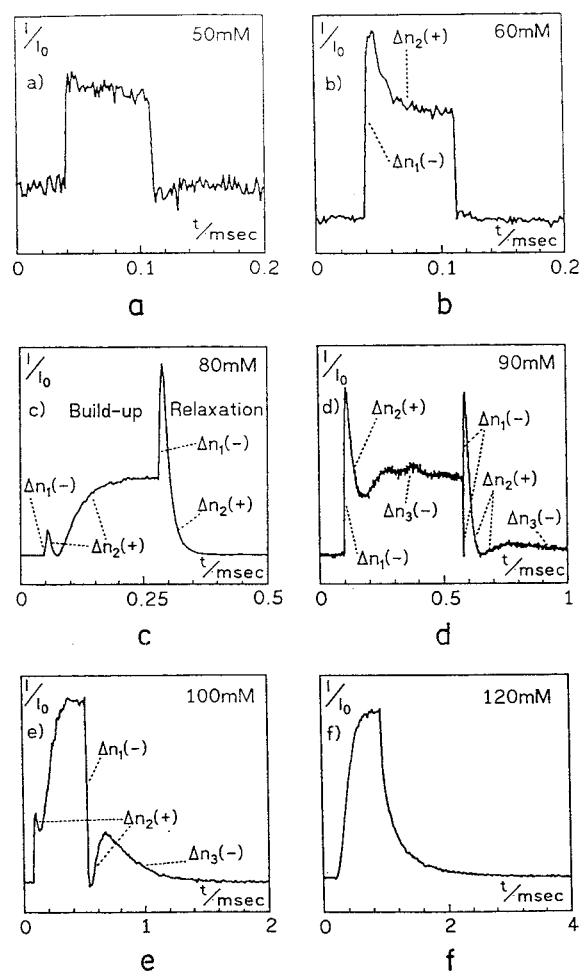 I/I₀ 50mM
a)
t/msec
0 0.1 0.2
a
I/I₀ 60mM
b) Δn₂(+)
Δn₁(-)
t/msec
0 0.1 0.2
b
I/I₀ 80mM
c) Build-up Relaxation
Δn₁(-)
Δn₁(-)
Δn₂(+)
Δn₂(+)
t/msec
0 0.25 0.5
c
I/I₀ 90mM
d) Δn₂(+) Δn₁(-)
Δn₂(+)
Δn₃(-) Δn₃(-)
Δn₁(-)
t/msec
0 0.5 1
d
I/I₀ 100mM
e)
Δn₁(-)
Δn₂(+)
Δn₃(-)
t/msec
0 1 2
e
I/I₀ 120mM
f)
t/msec
0 2 4
f